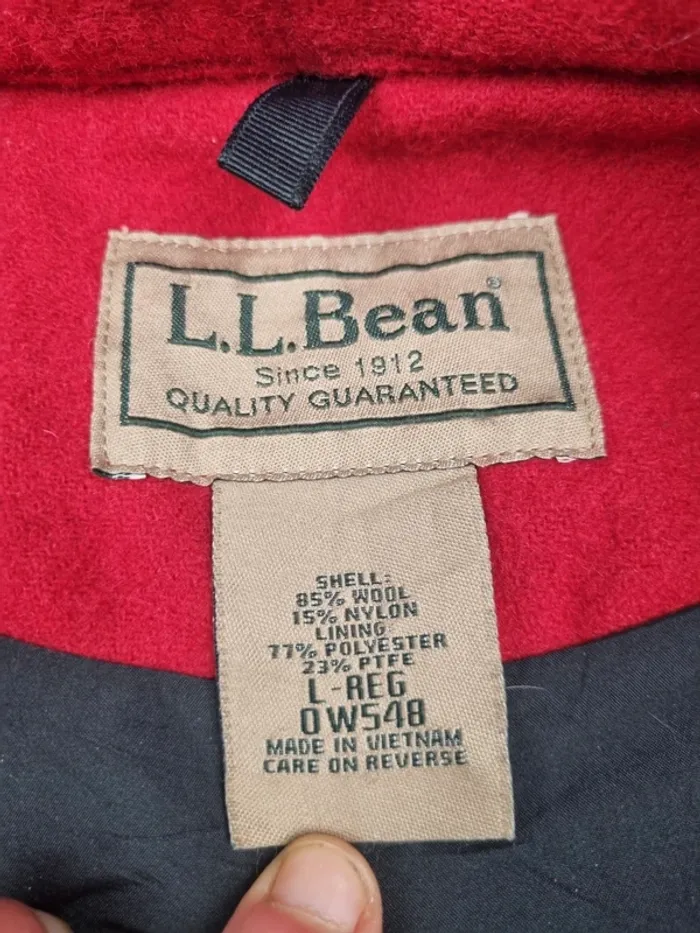 L.L.Bean®
Since 1912
QUALITY GUARANTEED
SHELL:
85% WOOL
15% NYLON
LINING:
77% POLYESTER
23% PTFE
L-REG
0W548
MADE IN VIETNAM
CARE ON REVERSE